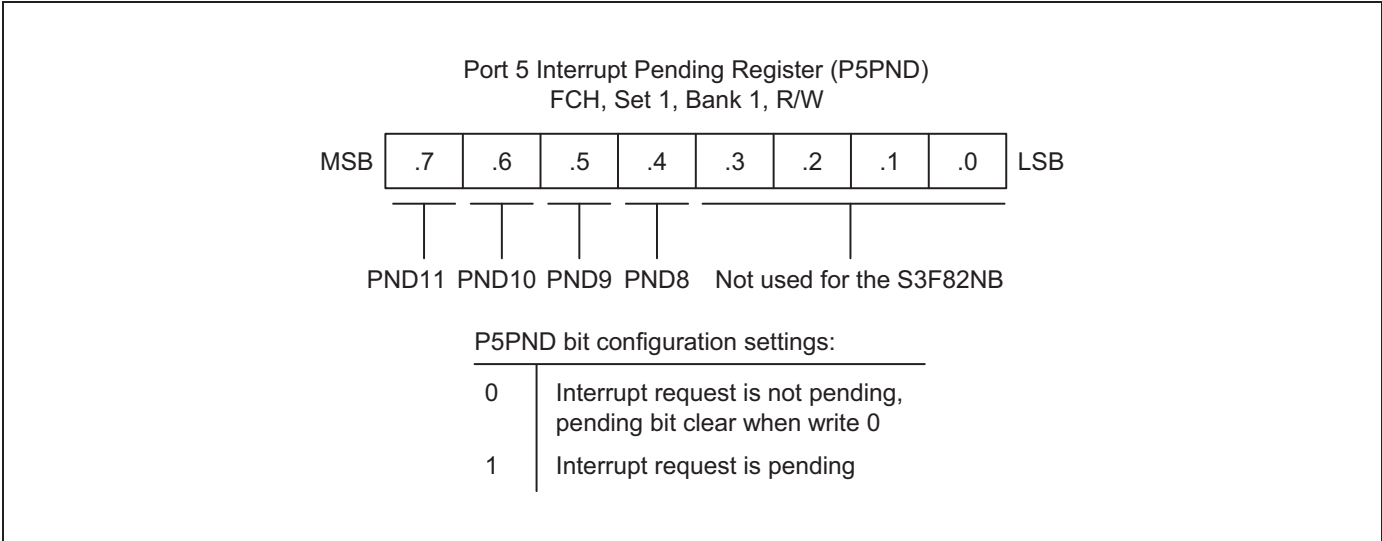 Port 5 Interrupt Pending Register (P5PND)
FCH, Set 1, Bank 1, R/W
MSB .7 .6 .5 .4 .3 .2 .1 .0 LSB
PND11 PND10 PND9 PND8 Not used for the S3F82NB
P5PND bit configuration settings:
0 Interrupt request is not pending,
pending bit clear when write 0
1 Interrupt request is pending